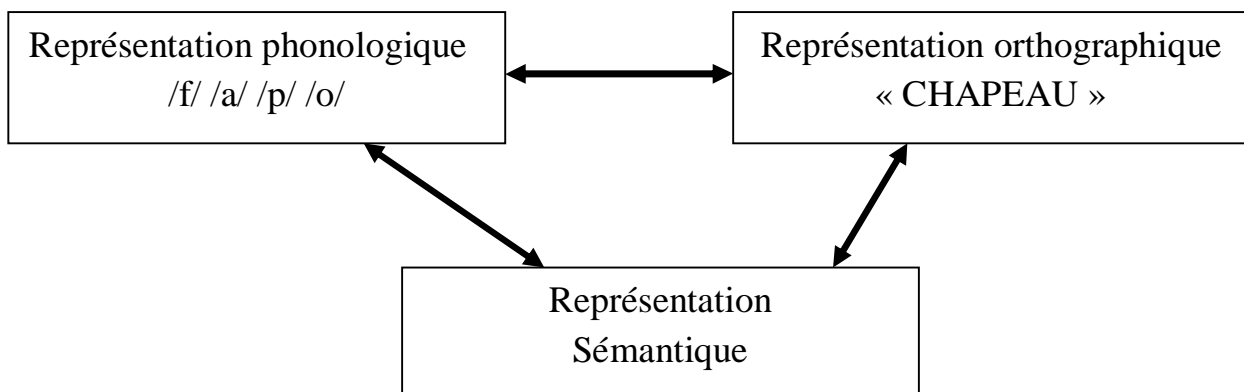 Représentation phonologique
/f/ /a/ /p/ /o/
Représentation orthographique
« CHAPEAU »
Représentation
Sémantique